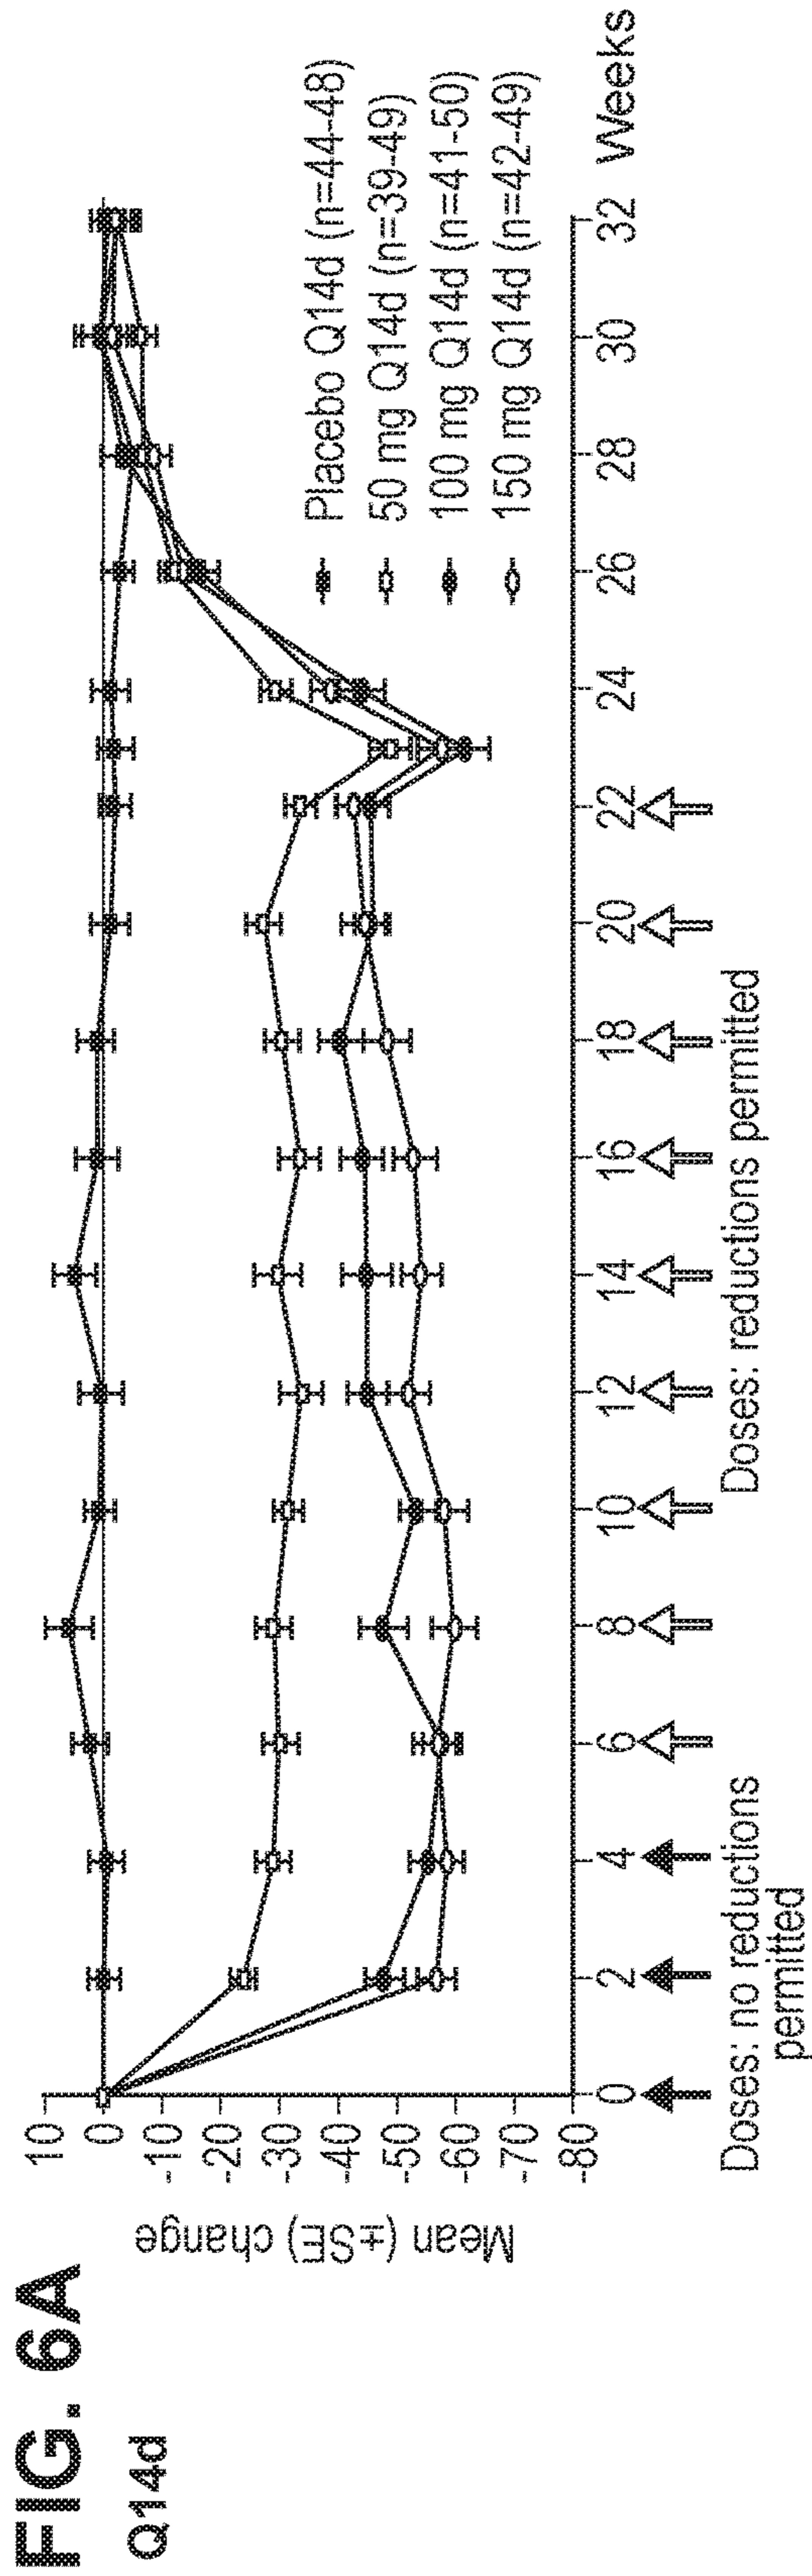 FIG. 6A
Q14d
Mean (±SE) change
10
0
-10
-20
-30
-40
-50
-60
-70
-80
0 2 4 6 8 10 12 14 16 18 20 22 24 26 28 30 32 Weeks
Placebo Q14d (n=44-48)
50 mg Q14d (n=39-49)
100 mg Q14d (n=41-50)
150 mg Q14d (n=42-49)
Doses: no reductions
permitted
Doses: reductions permitted